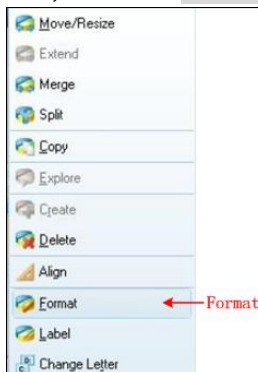 Move/Resize
Extend
Merge
Split
Copy
Explore
Create
Delete
Align
Format Format
Label
Change Letter